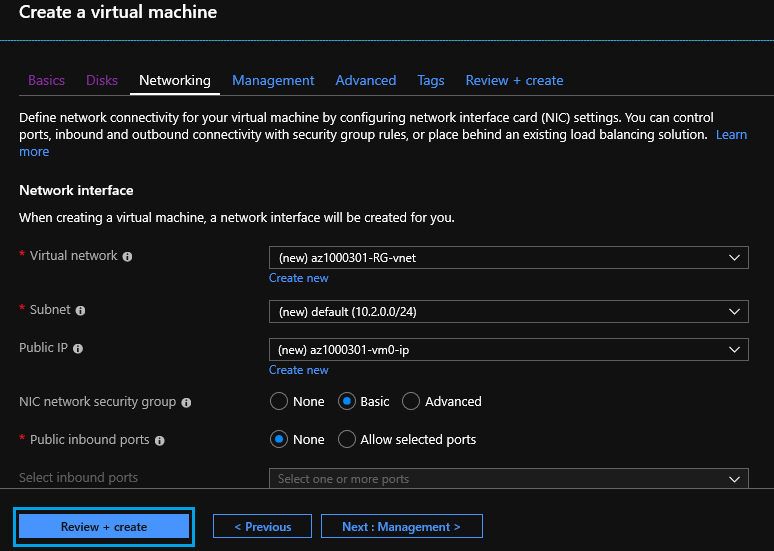 Create a virtual machine
Basics Disks Networking Management Advanced Tags Review + create
Define network connectivity for your virtual machine by configuring network interface card (NIC) settings. You can control
ports, inbound and outbound connectivity with security group rules, or place behind an existing load balancing solution. Learn
more
Network interface
When creating a virtual machine, a network interface will be created for you.
* Virtual network (new) az1000301-RG-vnet
Create new
* Subnet (new) default (10.2.0.0/24)
Public IP (new) az1000301-vm0-ip
Create new
NIC network security group None Basic Advanced
* Public inbound ports None Allow selected ports
Select inbound ports Select one or more ports
Review + create < Previous Next : Management >